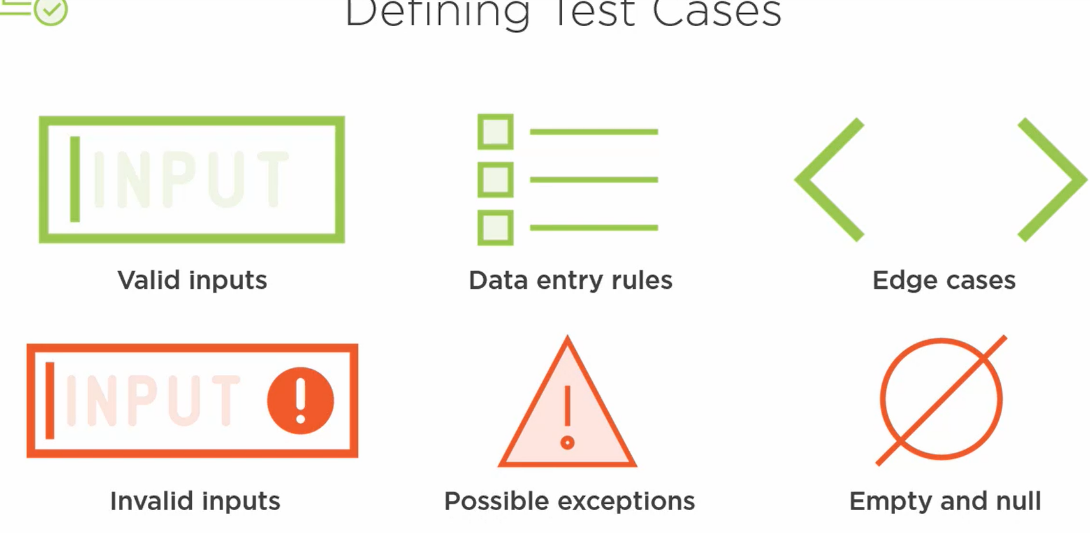 Defining Test Cases
INPUT
Valid inputs
Data entry rules
Edge cases
INPUT
Invalid inputs
Possible exceptions
Empty and null